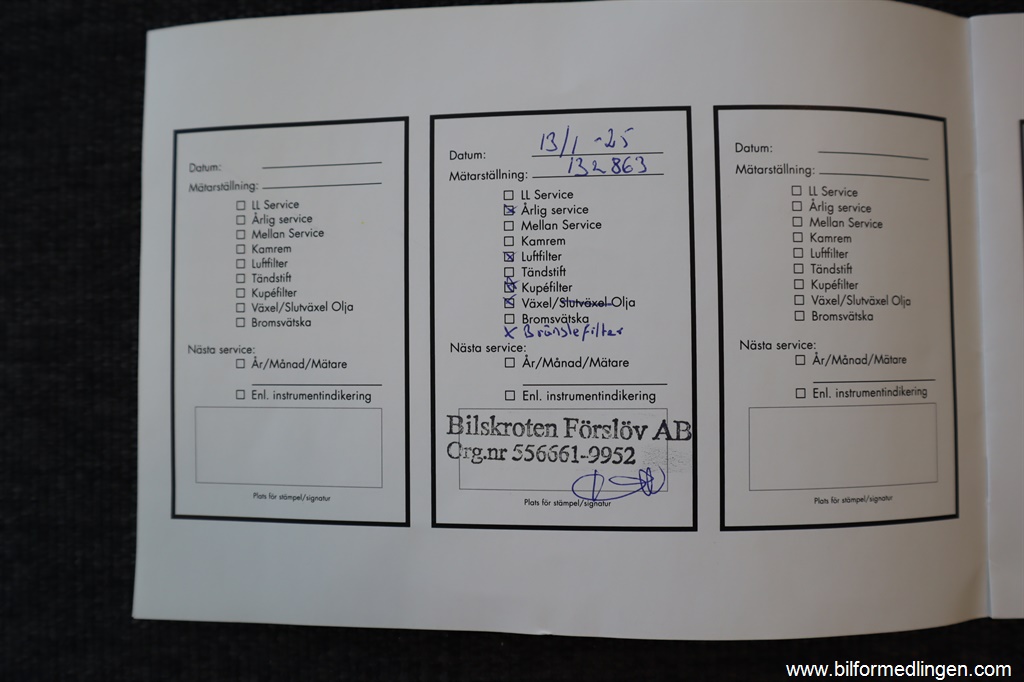 Datum:
Mätarställning:
LL Service
Årlig service
Mellan Service
Kamrem
Luftfilter
Tändstift
Kupéfilter
Växel/Slutväxel Olja
Bromsvätska
Nästa service:
År/Månad/Mätare
Enl. instrumentindikering
Plats för stämpel/signatur
Datum: 13/1 -25
Mätarställning: 132863
LL Service
Årlig service
Mellan Service
Kamrem
Luftfilter
Tändstift
Kupéfilter
Växel/Slutväxel Olja
Bromsvätska
x Bränslefilter
Nästa service:
År/Månad/Mätare
Enl. instrumentindikering
Bilskroten Förslöv AB
Org.nr 556661-9952
Plats för stämpel/signatur
Datum:
Mätarställning:
LL Service
Årlig service
Mellan Service
Kamrem
Luftfilter
Tändstift
Kupéfilter
Växel/Slutväxel Olja
Bromsvätska
Nästa service:
År/Månad/Mätare
Enl. instrumentindikering
Plats för stämpel/signatur
www.bilformedlingen.com